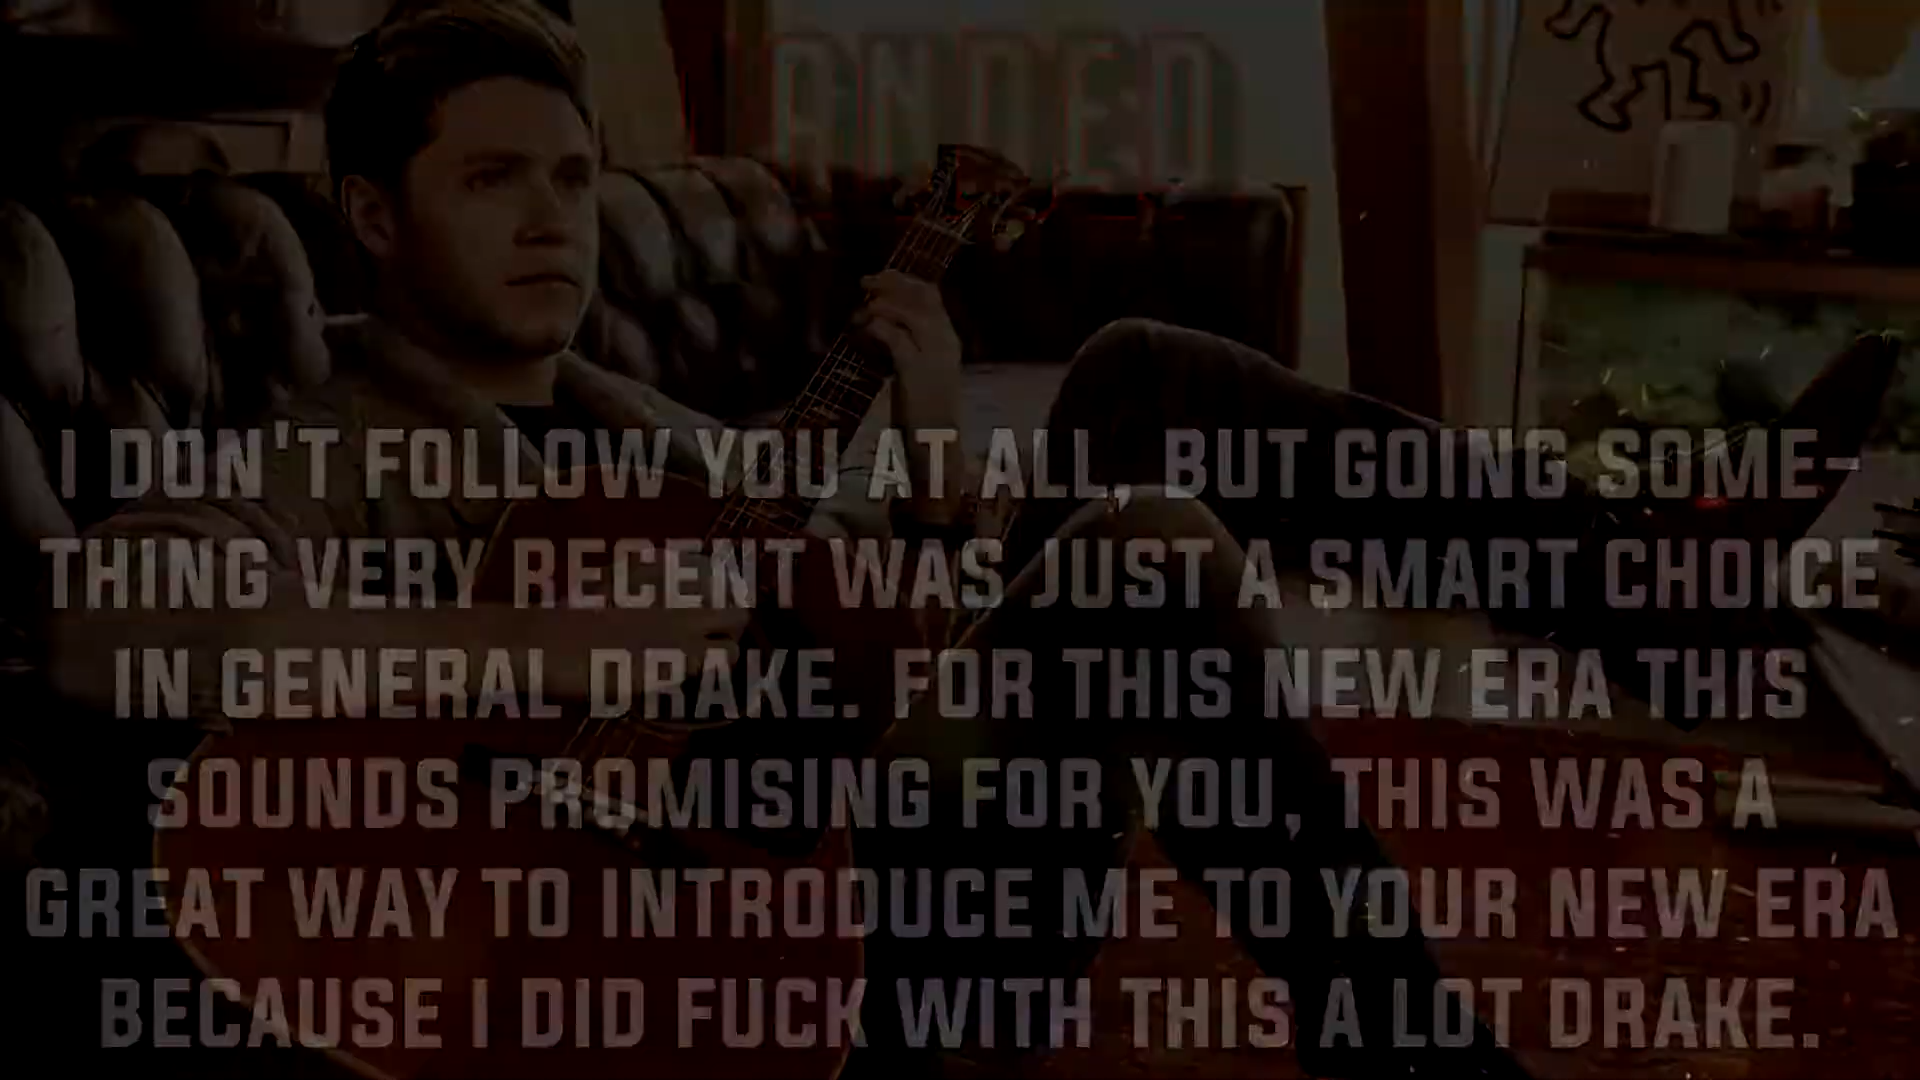 ANDED
I DON'T FOLLOW YOU AT ALL, BUT GOING SOME-
THING VERY RECENT WAS JUST A SMART CHOICE
IN GENERAL DRAKE. FOR THIS NEW ERA THIS
SOUNDS PROMISING FOR YOU, THIS WAS A
GREAT WAY TO INTRODUCE ME TO YOUR NEW ERA
BECAUSE I DID FUCK WITH THIS A LOT DRAKE.